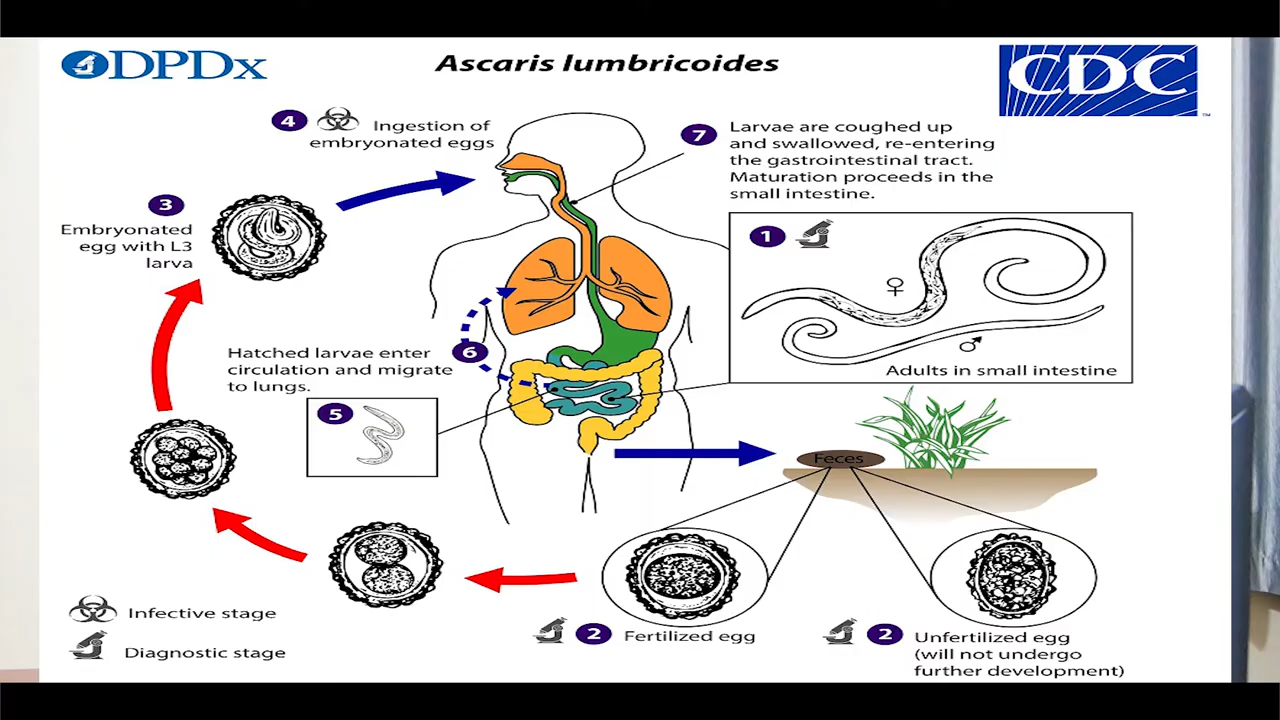 DPDx
Ascaris lumbricoides
CDC
TM
4
Ingestion of
embryonated eggs
7
Larvae are coughed up
and swallowed, re-entering
the gastrointestinal tract.
Maturation proceeds in the
small intestine.
3
Embryonated
egg with L3
larva
1
♀
♂
Adults in small intestine
6
Hatched larvae enter
circulation and migrate
to lungs.
5
Feces
2
Fertilized egg
2
Unfertilized egg
(will not undergo
further development)
Infective stage
Diagnostic stage